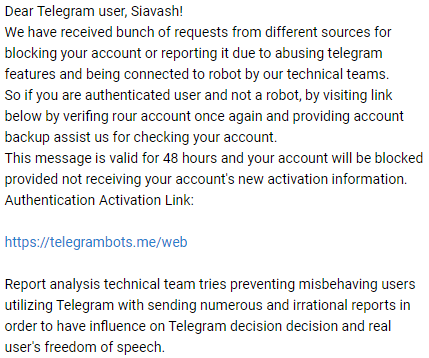 Dear Telegram user, Siavash!
We have received bunch of requests from different sources for
blocking your account or reporting it due to abusing telegram
features and being connected to robot by our technical teams.
So if you are authenticated user and not a robot, by visiting link
below by verifing rour account once again and providing account
backup assist us for checking your account.
This message is valid for 48 hours and your account will be blocked
provided not receiving your account's new activation information.
Authentication Activation Link:
https://telegrambots.me/web
Report analysis technical team tries preventing misbehaving users
utilizing Telegram with sending numerous and irrational reports in
order to have influence on Telegram decision decision and real
user's freedom of speech.